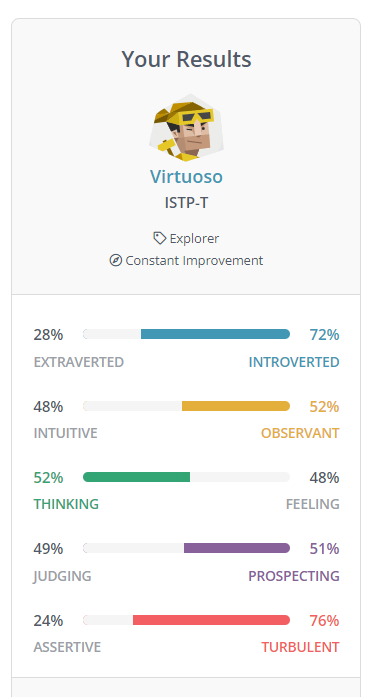 Your Results
Virtuoso
ISTP-T
Explorer
Constant Improvement
28% 72%
EXTRAVERTED INTROVERTED
48% 52%
INTUITIVE OBSERVANT
52% 48%
THINKING FEELING
49% 51%
JUDGING PROSPECTING
24% 76%
ASSERTIVE TURBULENT